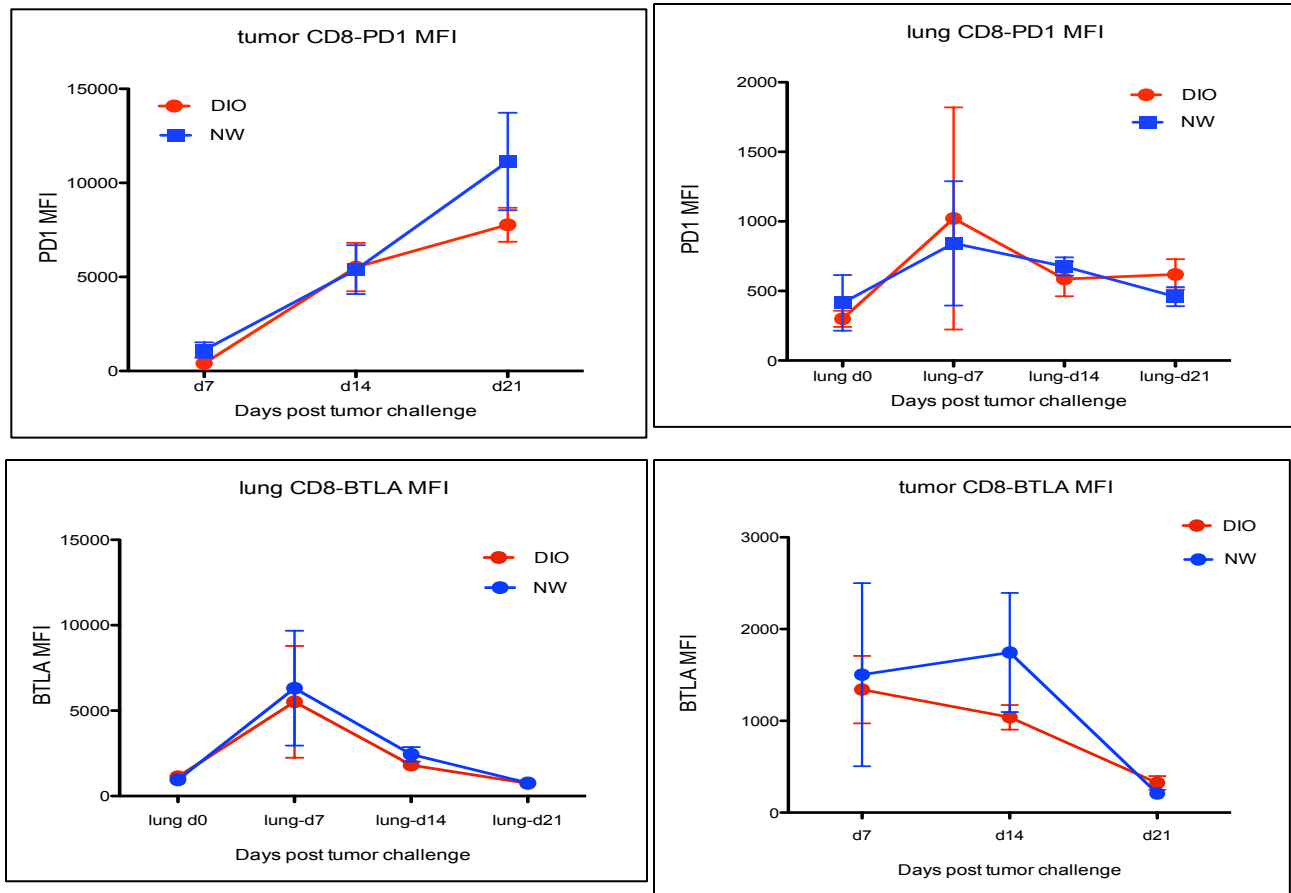 tumor CD8-PD1 MFI
DIO
NW
PD1 MFI
15000
10000
5000
0
d7 d14 d21
Days post tumor challenge
lung CD8-PD1 MFI
DIO
NW
PD1 MFI
2000
1500
1000
500
0
lung d0 lung-d7 lung-d14 lung-d21
Days post tumor challenge
lung CD8-BTLA MFI
DIO
NW
BTLA MFI
15000
10000
5000
0
lung d0 lung-d7 lung-d14 lung-d21
Days post tumor challenge
tumor CD8-BTLA MFI
DIO
NW
BTLA MFI
3000
2000
1000
0
d7 d14 d21
Days post tumor challenge